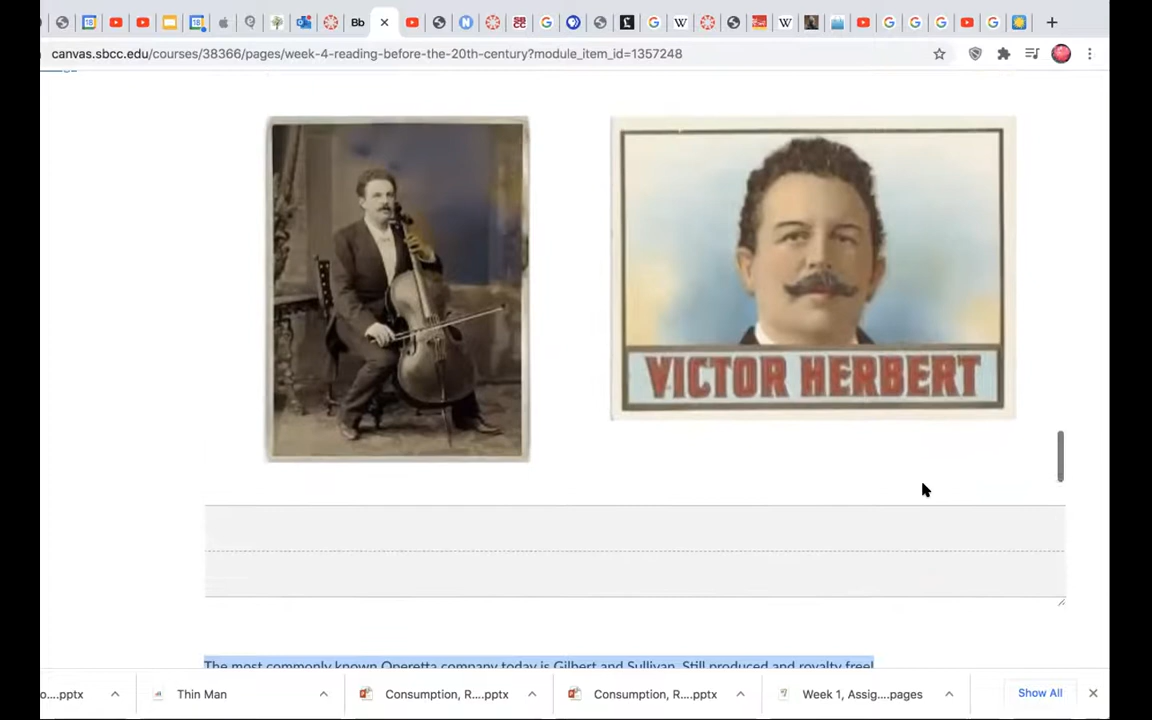 Bb
canvas.sbcc.edu/courses/38366/pages/week-4-reading-before-the-20th-century?module_item_id=1357248
VICTOR HERBERT
The most commonly known Operetta company today is Gilbert and Sullivan. Still produced and royalty free!
o....pptx
Thin Man
Consumption, R....pptx
Consumption, R....pptx
Week 1, Assig....pages
Show All